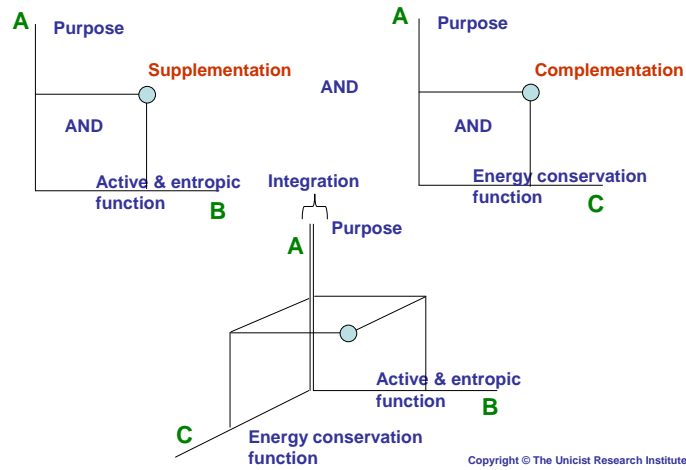 A
Purpose
Supplementation
AND
Active & entropic
function
B
AND
A
Purpose
Complementation
AND
Energy conservation
function
C
Integration
Purpose
A
Active & entropic
function
B
C
Energy conservation
function
Copyright © The Unicist Research Institute